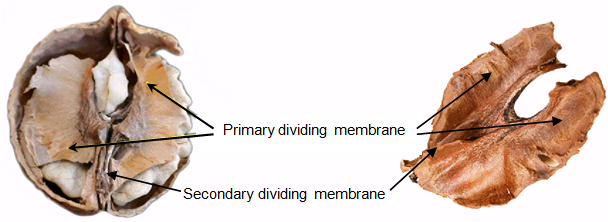 Primary dividing membrane
Secondary dividing membrane